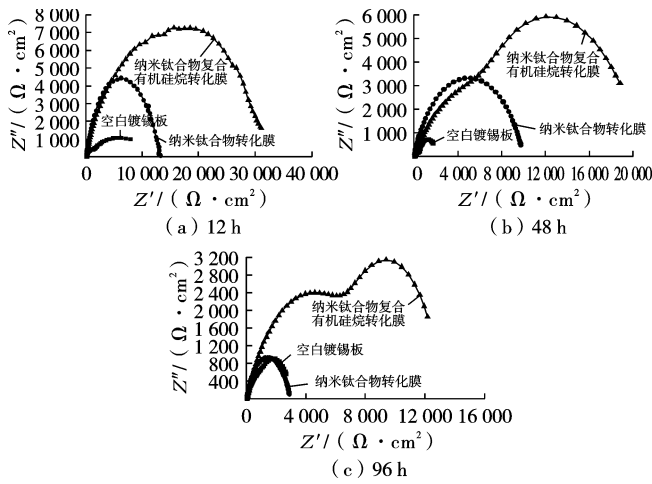 8 000
7 000
6 000
5 000
4 000
3 000
2 000
1 000
Z″/(Ω·cm²)
纳米钛合物复合
有机硅烷转化膜
空白镀锡板
纳米钛合物转化膜
0 10 000 20 000 30 000 40 000
Z′/(Ω·cm²)
(a) 12 h
6 000
5 000
4 000
3 000
2 000
1 000
Z″/(Ω·cm²)
纳米钛合物复合
有机硅烷转化膜
空白镀锡板
纳米钛合物转化膜
0 4 000 8 000 12 000 16 000 20 000
Z′/(Ω·cm²)
(b) 48 h
3 200
2 800
2 400
2 000
1 600
1 200
800
400
Z″/(Ω·cm²)
纳米钛合物复合
有机硅烷转化膜
空白镀锡板
纳米钛合物转化膜
0 4 000 8 000 12 000 16 000
Z′/(Ω·cm²)
(c) 96 h